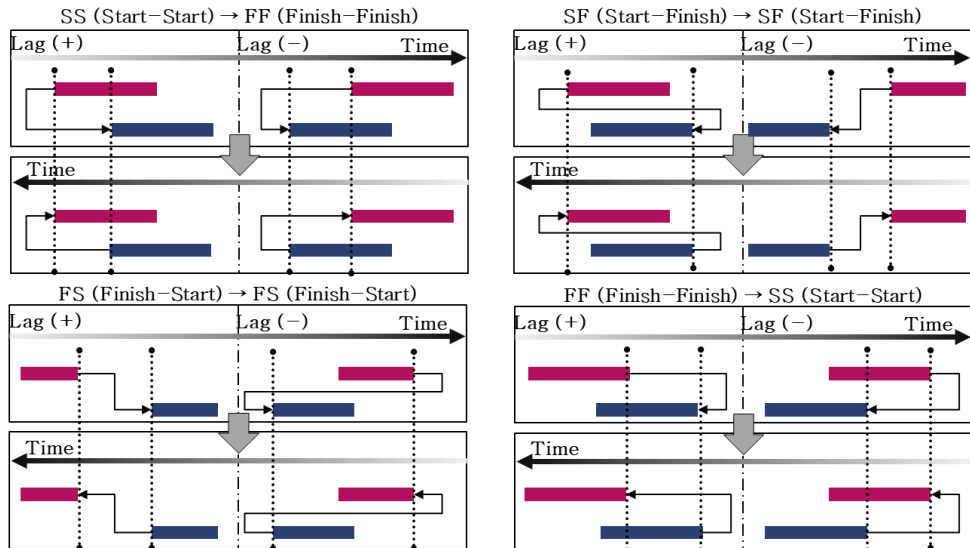 SS (Start−Start) → FF (Finish−Finish)
Lag (+)
Lag (−)
Time
Time
SF (Start−Finish) → SF (Start−Finish)
Lag (+)
Lag (−)
Time
Time
FS (Finish−Start) → FS (Finish−Start)
Lag (+)
Lag (−)
Time
Time
FF (Finish−Finish) → SS (Start−Start)
Lag (+)
Lag (−)
Time
Time